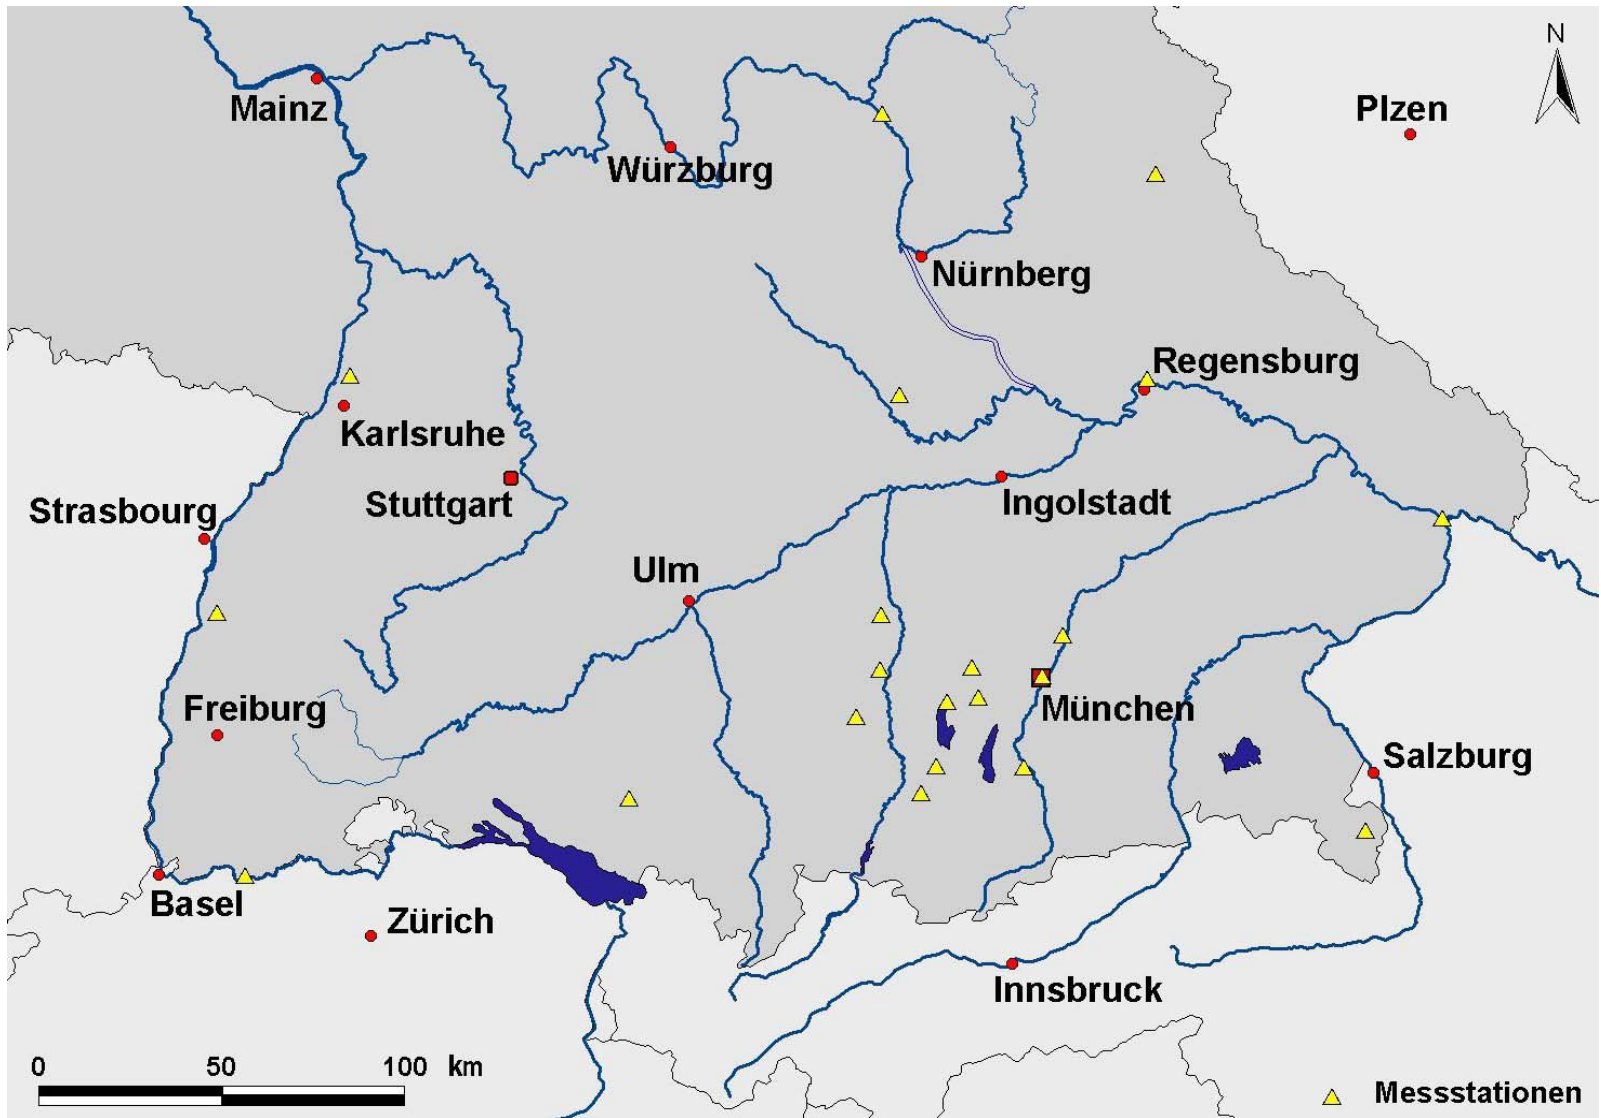 N
Mainz
Plzen
Würzburg
Nürnberg
Regensburg
Karlsruhe
Stuttgart
Ingolstadt
Strasbourg
Ulm
Freiburg
München
Salzburg
Basel
Zürich
Innsbruck
0 50 100 km
Messstationen